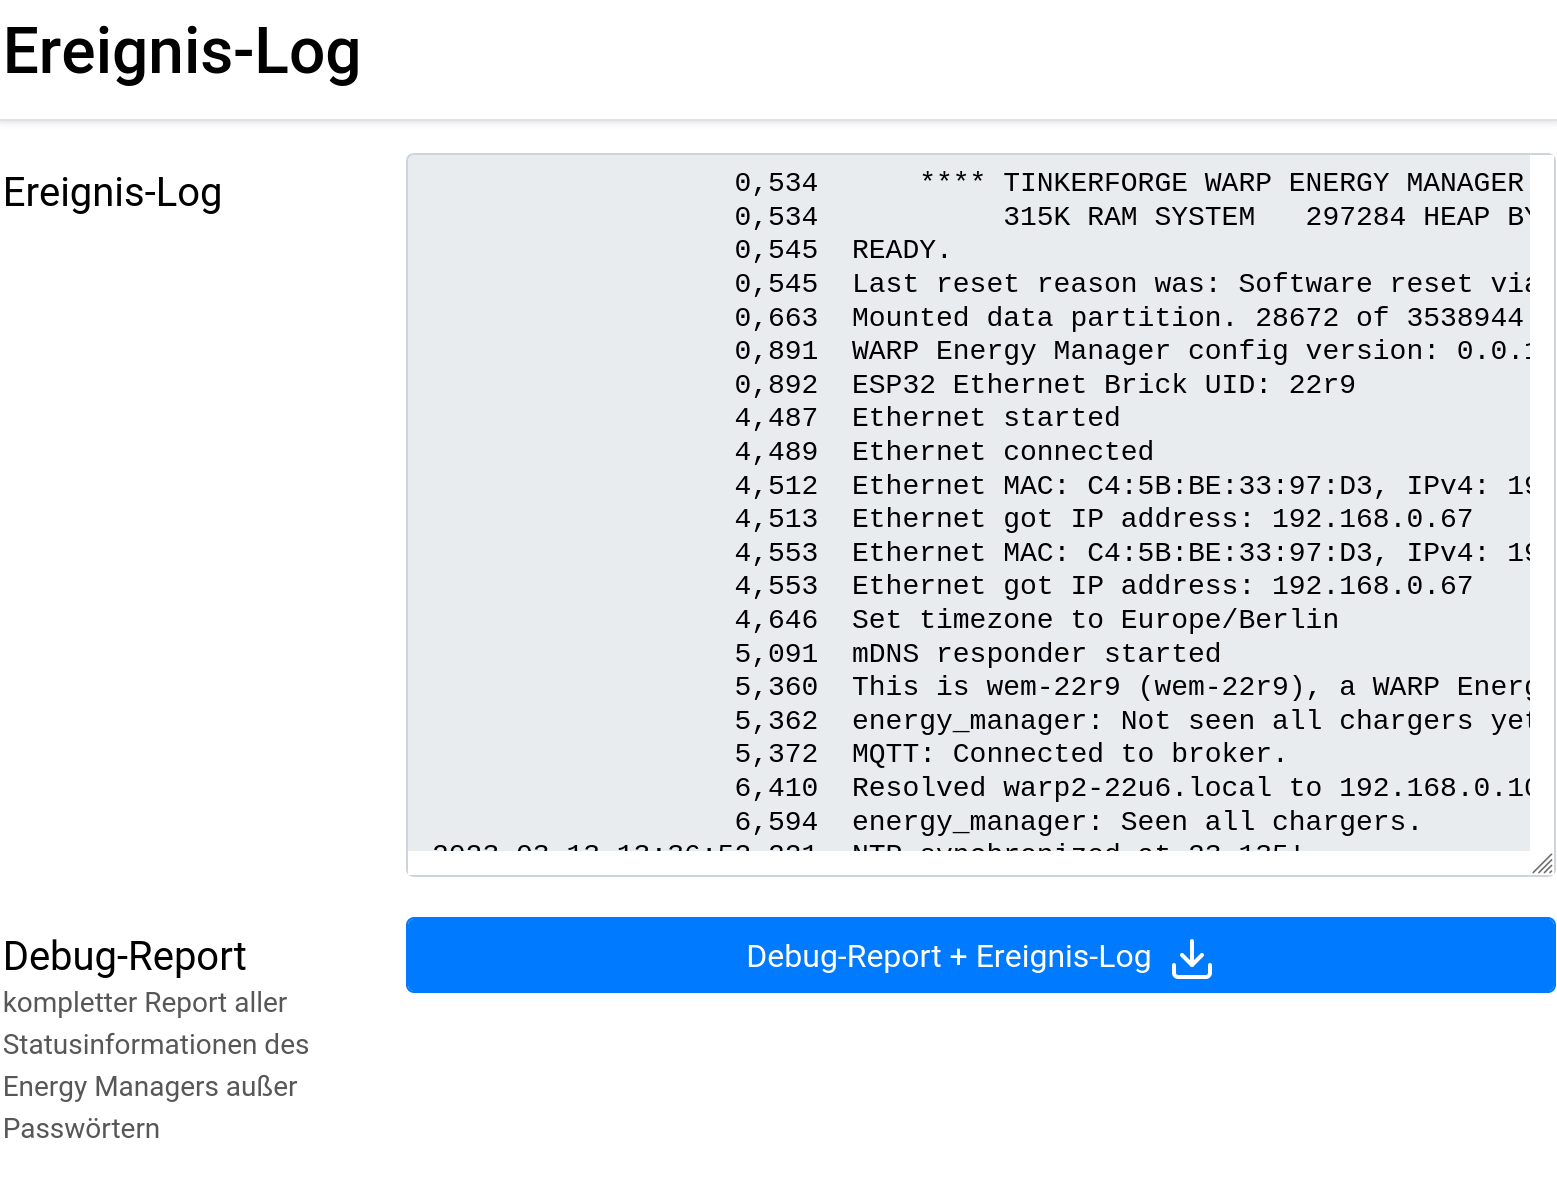 Ereignis-Log
Ereignis-Log
0,534 **** TINKERFORGE WARP ENERGY MANAGER
0,534 315K RAM SYSTEM 297284 HEAP BY
0,545 READY.
0,545 Last reset reason was: Software reset via
0,663 Mounted data partition. 28672 of 3538944
0,891 WARP Energy Manager config version: 0.0.1
0,892 ESP32 Ethernet Brick UID: 22r9
4,487 Ethernet started
4,489 Ethernet connected
4,512 Ethernet MAC: C4:5B:BE:33:97:D3, IPv4: 19
4,513 Ethernet got IP address: 192.168.0.67
4,553 Ethernet MAC: C4:5B:BE:33:97:D3, IPv4: 19
4,553 Ethernet got IP address: 192.168.0.67
4,646 Set timezone to Europe/Berlin
5,091 mDNS responder started
5,360 This is wem-22r9 (wem-22r9), a WARP Energ
5,362 energy_manager: Not seen all chargers yet
5,372 MQTT: Connected to broker.
6,410 Resolved warp2-22u6.local to 192.168.0.10
6,594 energy_manager: Seen all chargers.
NTP synchronized at
Debug-Report + Ereignis-Log
Debug-Report
kompletter Report aller
Statusinformationen des
Energy Managers außer
Passwörtern